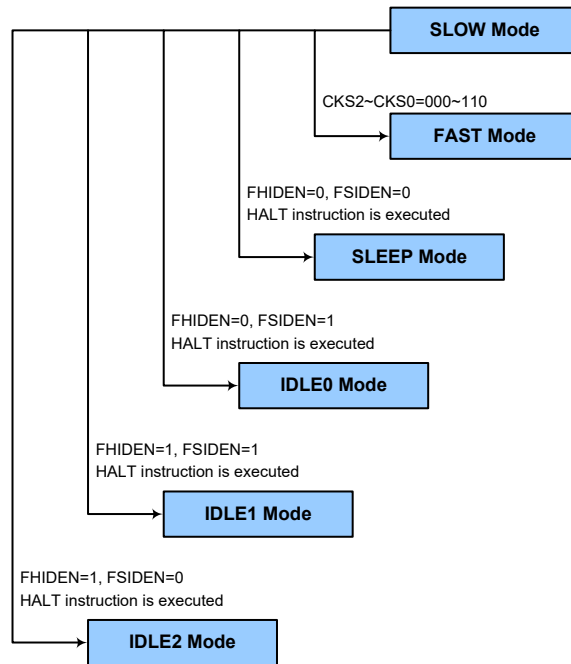 SLOW Mode
CKS2~CKS0=000~110
FAST Mode
FHIDEN=0, FSIDEN=0
HALT instruction is executed
SLEEP Mode
FHIDEN=0, FSIDEN=1
HALT instruction is executed
IDLE0 Mode
FHIDEN=1, FSIDEN=1
HALT instruction is executed
IDLE1 Mode
FHIDEN=1, FSIDEN=0
HALT instruction is executed
IDLE2 Mode